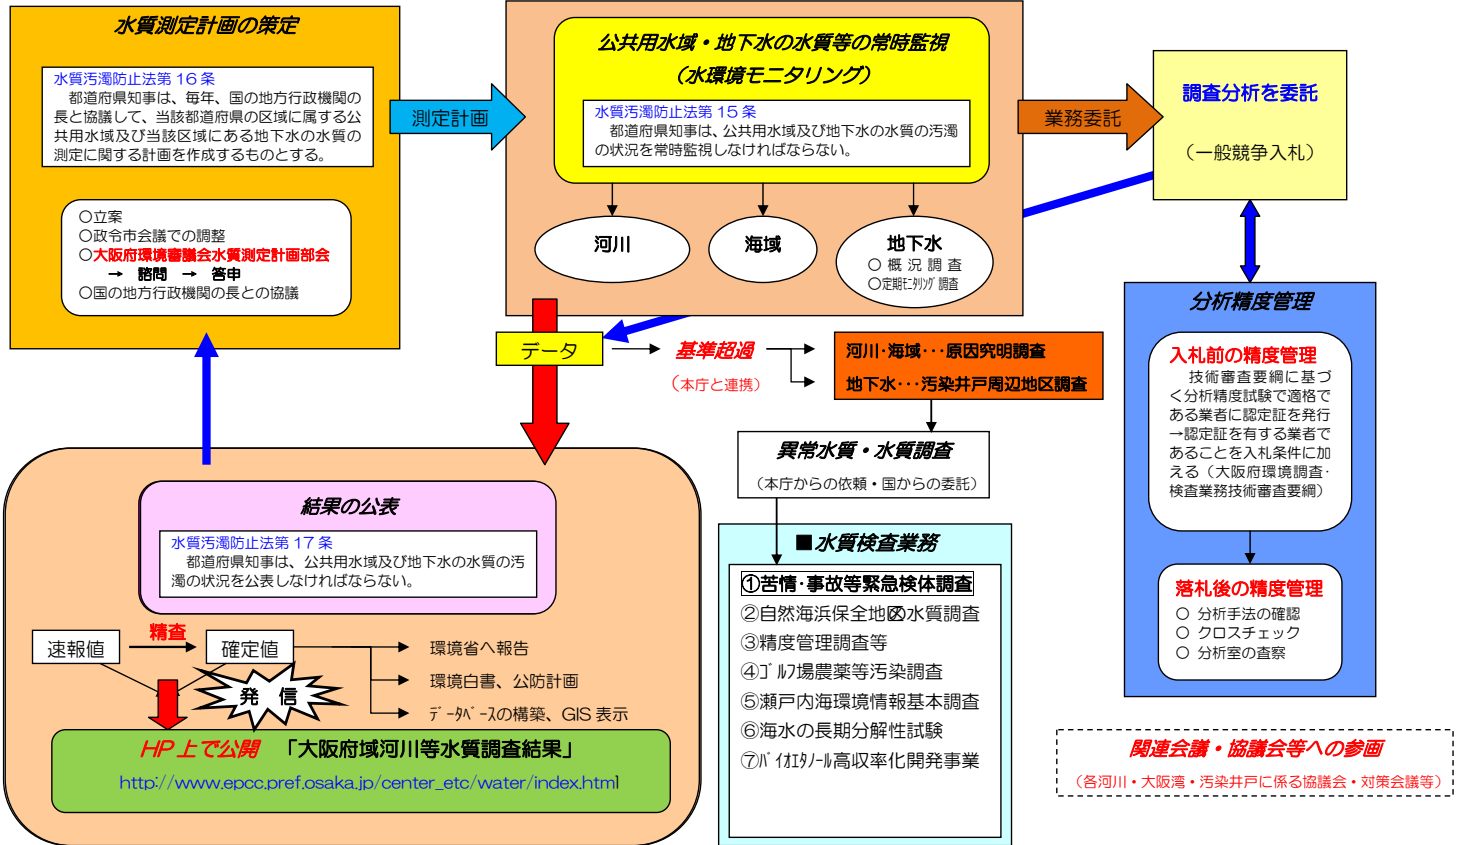 水質測定計画の策定
水質汚濁防止法第16条
都道府県知事は、毎年、国の地方行政機関の
長と協議して、当該都道府県の区域に属する公
共用水域及び当該区域にある地下水の水質の
測定に関する計画を作成するものとする。
○立案
○政令市会議での調整
○大阪府環境審議会水質測定計画部会
→ 諮問 → 答申
○国の地方行政機関の長との協議
測定計画
公共用水域・地下水の水質等の常時監視
（水環境モニタリング）
水質汚濁防止法第15条
都道府県知事は、公共用水域及び地下水の水質の汚濁
の状況を常時監視しなければならない。
河川
海域
地下水
○ 概 況 調 査
○定期ﾓﾆﾀﾘﾝｸﾞ調査
業務委託
調査分析を委託
（一般競争入札）
データ
基準超過
（本庁と連携）
河川・海域・・・原因究明調査
地下水・・・汚染井戸周辺地区調査
異常水質・水質調査
（本庁からの依頼・国からの委託）
■水質検査業務
①苦情・事故等緊急検体調査
②自然海浜保全地区の水質調査
③精度管理調査等
④ｺﾞﾙﾌ場農薬等汚染調査
⑤瀬戸内海環境情報基本調査
⑥海水の長期分解性試験
⑦ﾊﾞｲｵｴﾀﾉｰﾙ高収率化開発事業
分析精度管理
入札前の精度管理
技術審査要綱に基づ
く分析精度試験で適格で
ある業者に認定証を発行
→認定証を有する業者で
あることを入札条件に加
える（大阪府環境調査・
検査業務技術審査要綱）
落札後の精度管理
○ 分析手法の確認
○ クロスチェック
○ 分析室の査察
結果の公表
水質汚濁防止法第17条
都道府県知事は、公共用水域及び地下水の水質の汚
濁の状況を公表しなければならない。
速報値
精査
確定値
環境省へ報告
環境白書、公防計画
ﾃﾞｰﾀﾍﾞｰｽの構築、GIS表示
発 信
HP上で公開 「大阪府域河川等水質調査結果」
http://www.epcc.pref.osaka.jp/center_etc/water/index.html
関連会議・協議会等への参画
（各河川・大阪湾・汚染井戸に係る協議会・対策会議等）